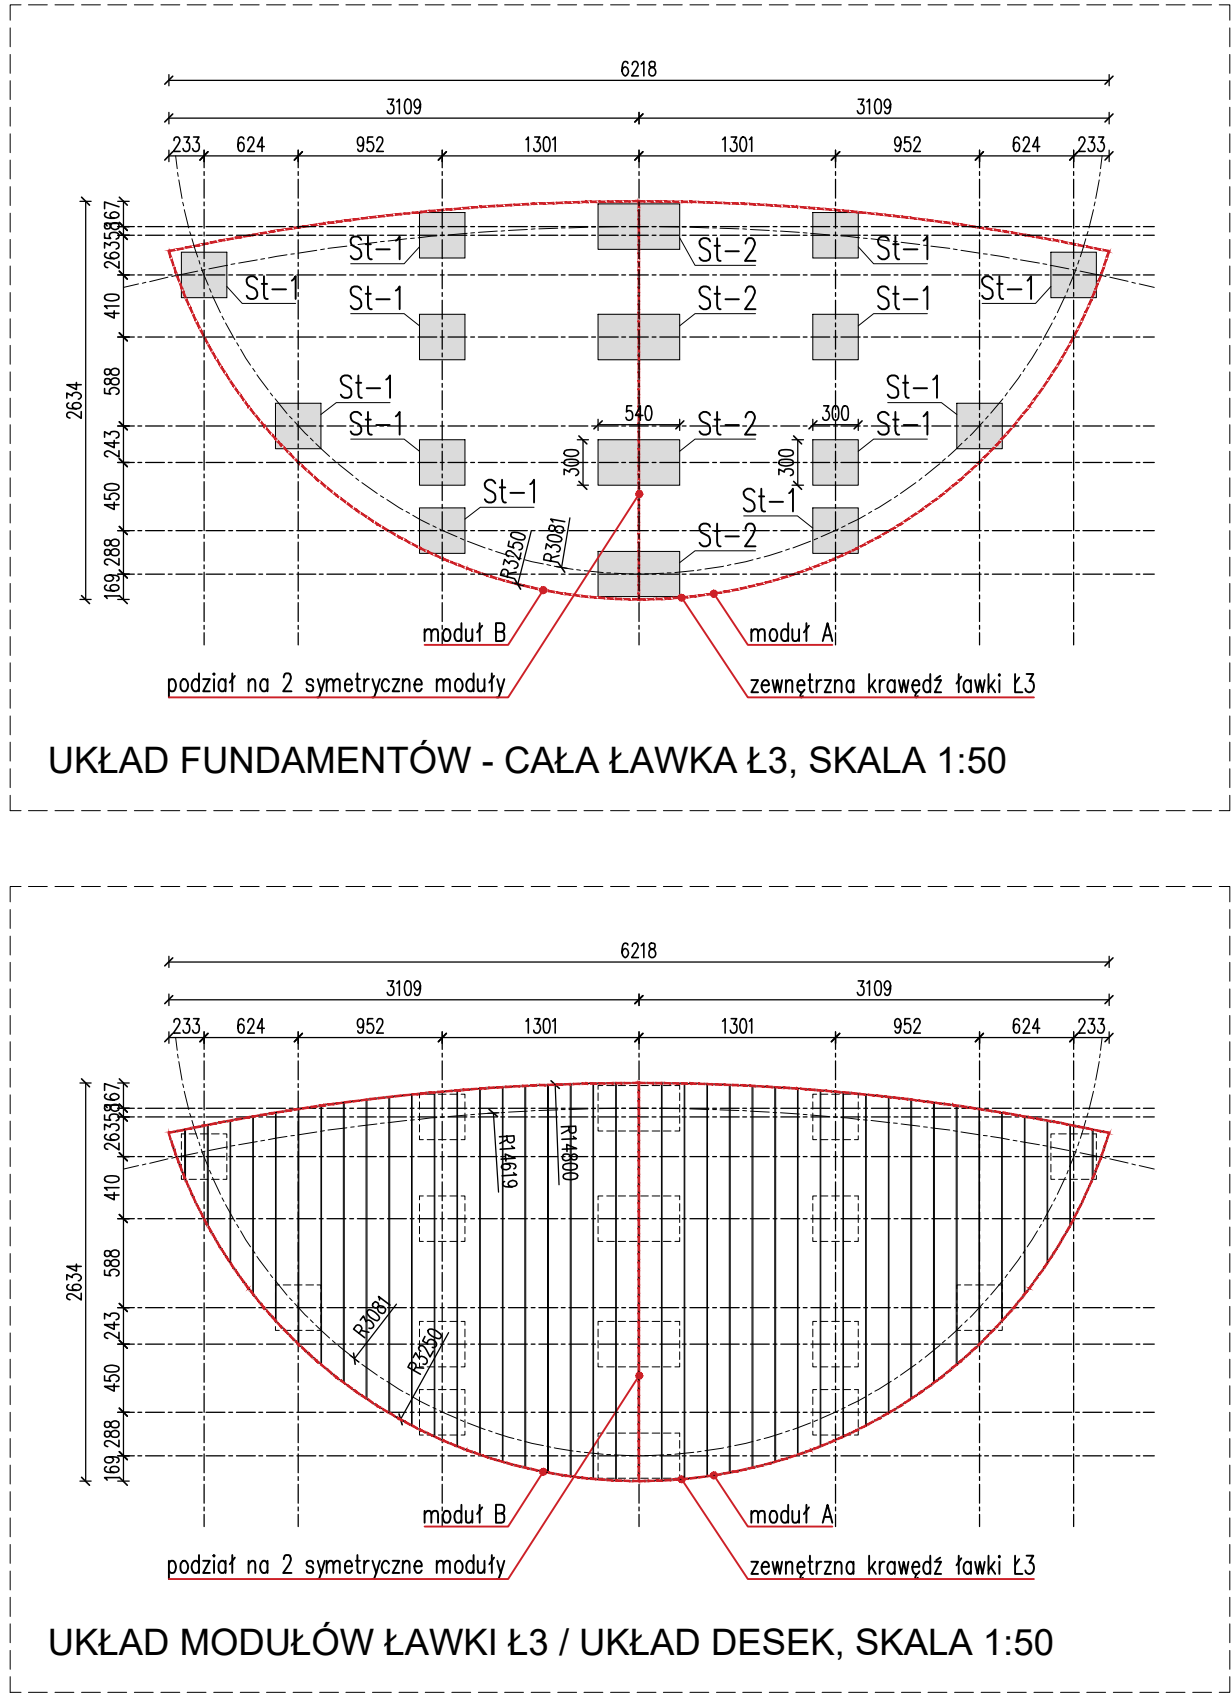 6218
3109 3109
233 624 952 1301 1301 952 624 233
2634
167
58
263
410
588
243
450
288
169
St-1 St-2 St-1
St-1 St-1
St-1 St-2 St-1
St-1 St-1
540 300
St-1 St-2 St-1
300 300
St-1 St-1
R3250 R3081 St-2
moduł B moduł A
podział na 2 symetryczne moduły zewnętrzna krawędź ławki Ł3
UKŁAD FUNDAMENTÓW - CAŁA ŁAWKA Ł3, SKALA 1:50
6218
3109 3109
233 624 952 1301 1301 952 624 233
2634
167
58
263
410
588
243
450
288
169
R14619 R14800
R3081
R3250
moduł B moduł A
podział na 2 symetryczne moduły zewnętrzna krawędź ławki Ł3
UKŁAD MODUŁÓW ŁAWKI Ł3 / UKŁAD DESEK, SKALA 1:50